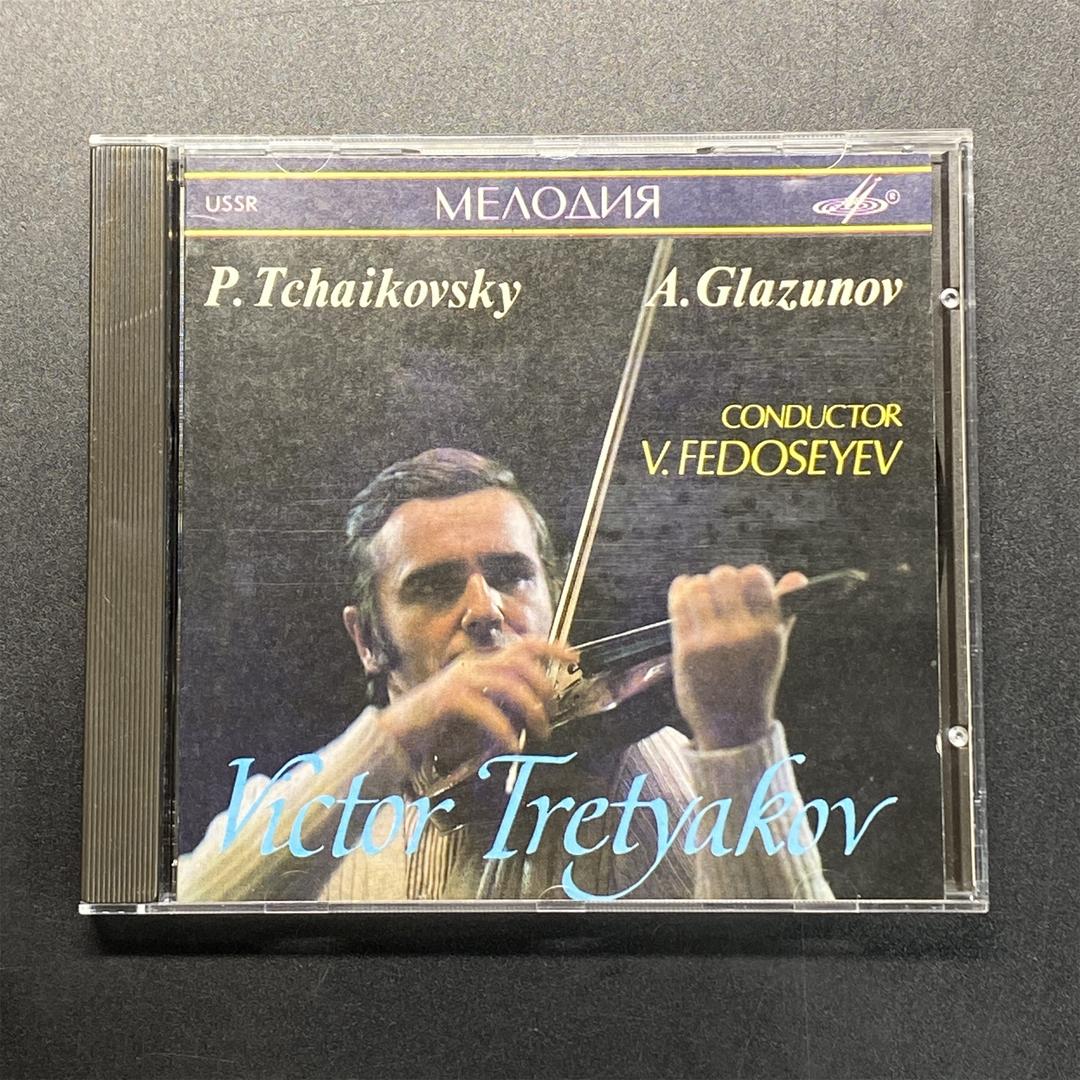 USSR МЕЛОДИЯ ®
P. Tchaikovsky A. Glazunov
CONDUCTOR
V. FEDOSEYEV
Victor Tretyakov